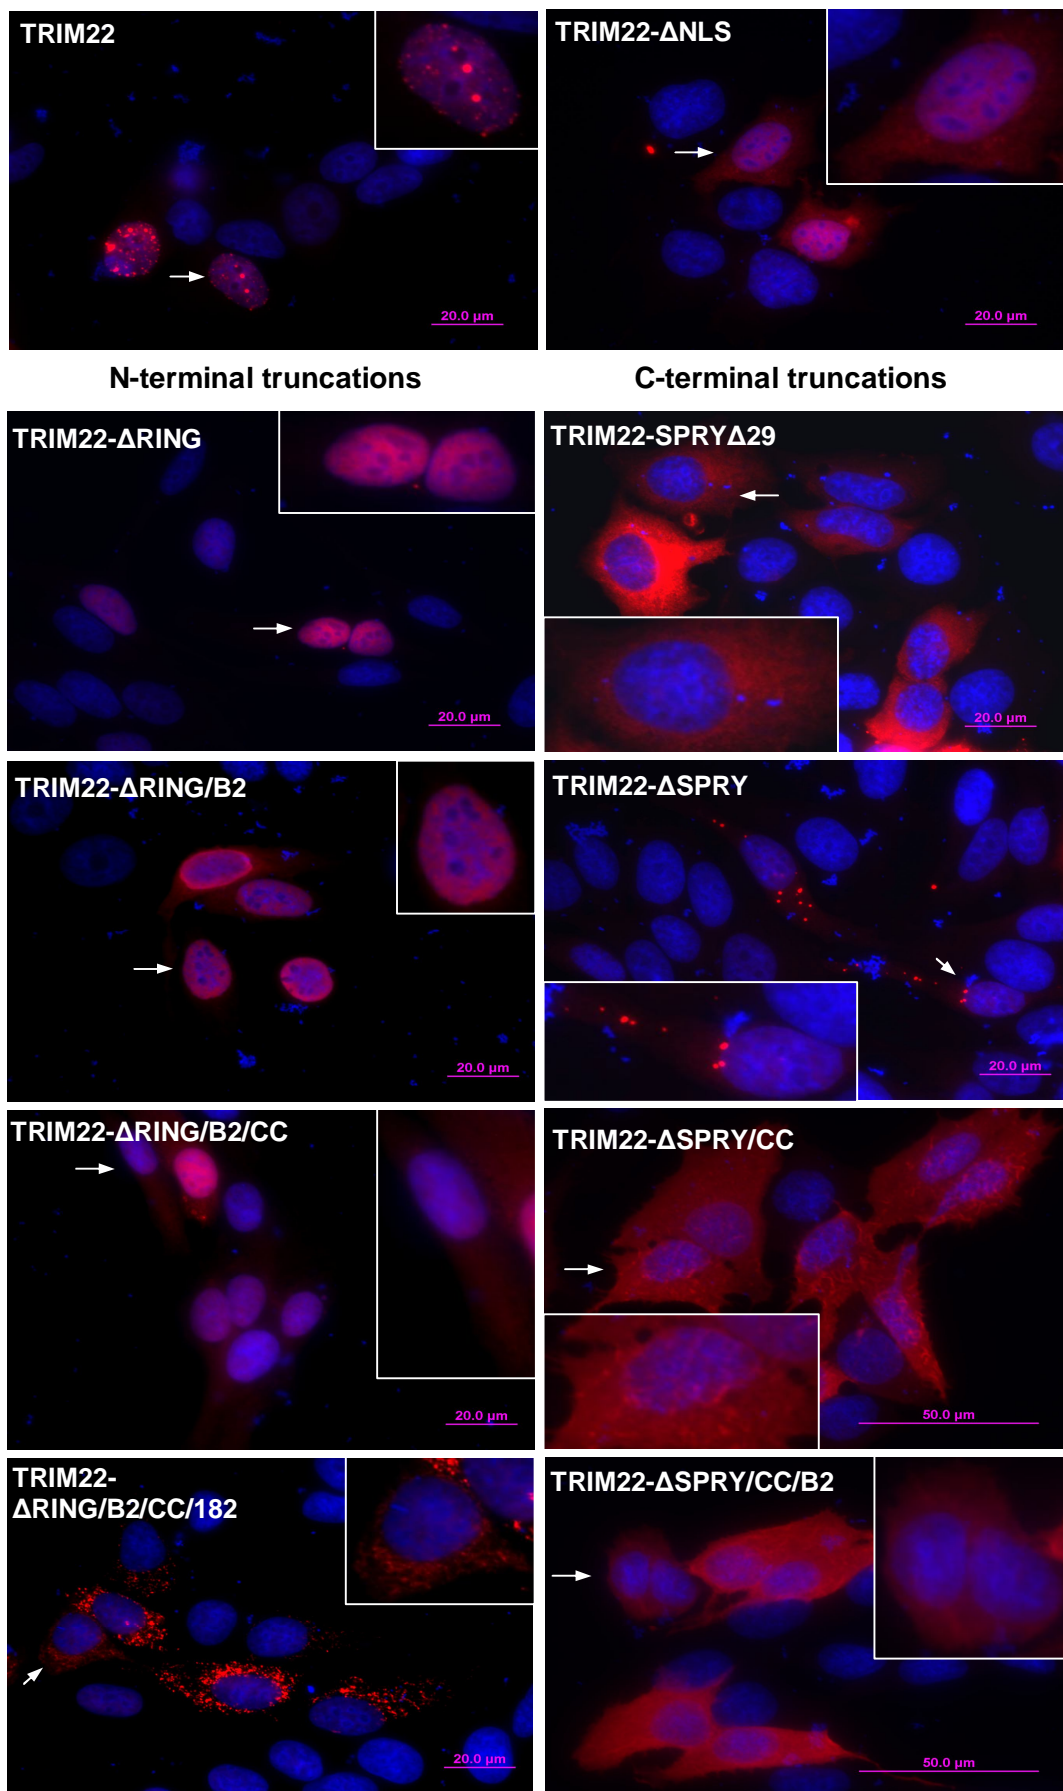 TRIM22
20.0 µm
TRIM22-ΔNLS
20.0 µm
N-terminal truncations
C-terminal truncations
TRIM22-ΔRING
20.0 µm
TRIM22-SPRYΔ29
20.0 µm
TRIM22-ΔRING/B2
20.0 µm
TRIM22-ΔSPRY
20.0 µm
TRIM22-ΔRING/B2/CC
20.0 µm
TRIM22-ΔSPRY/CC
50.0 µm
TRIM22-
ΔRING/B2/CC/182
20.0 µm
TRIM22-ΔSPRY/CC/B2
50.0 µm